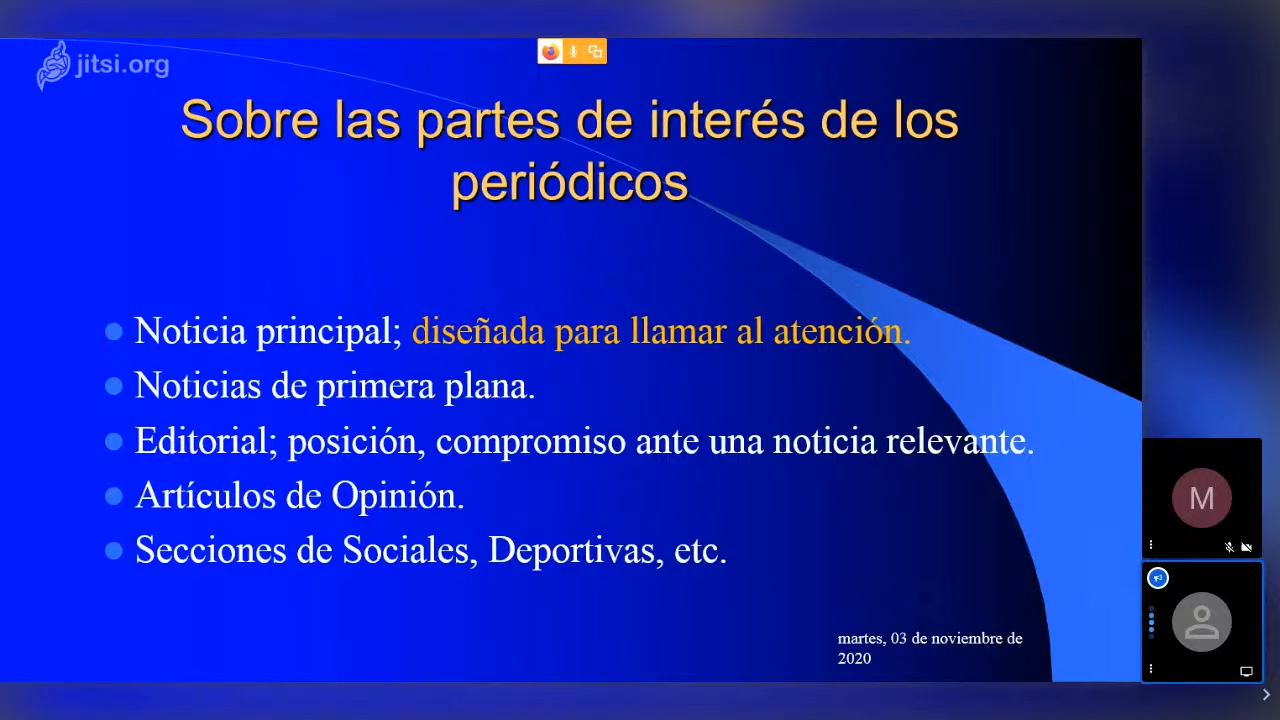 jitsi.org
Sobre las partes de interés de los
periódicos
Noticia principal; diseñada para llamar al atención.
Noticias de primera plana.
Editorial; posición, compromiso ante una noticia relevante.
Artículos de Opinión.
Secciones de Sociales, Deportivas, etc.
M
martes, 03 de noviembre de
2020